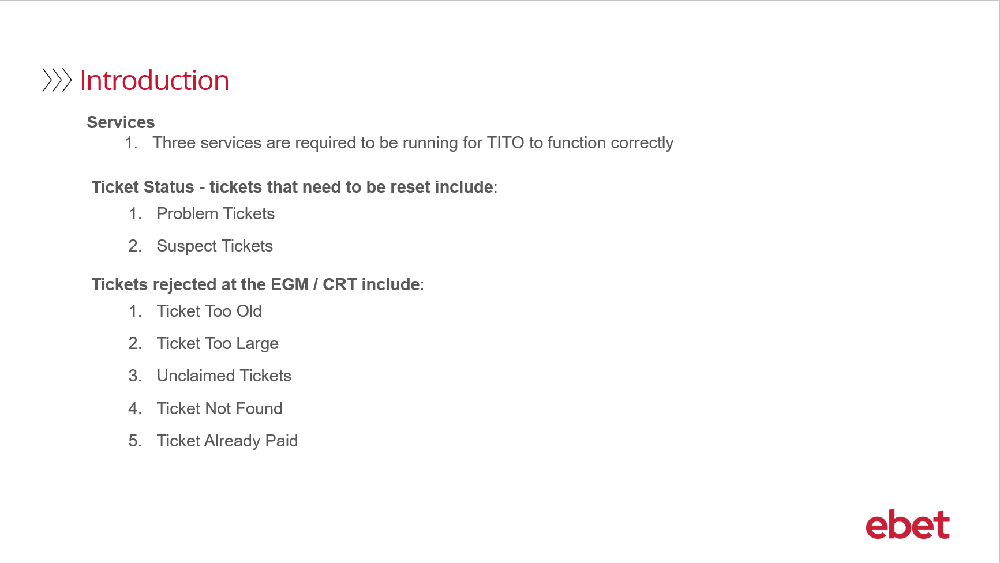 Introduction
Services
1. Three services are required to be running for TITO to function correctly
Ticket Status - tickets that need to be reset include:
1. Problem Tickets
2. Suspect Tickets
Tickets rejected at the EGM / CRT include:
1. Ticket Too Old
2. Ticket Too Large
3. Unclaimed Tickets
4. Ticket Not Found
5. Ticket Already Paid
ebet